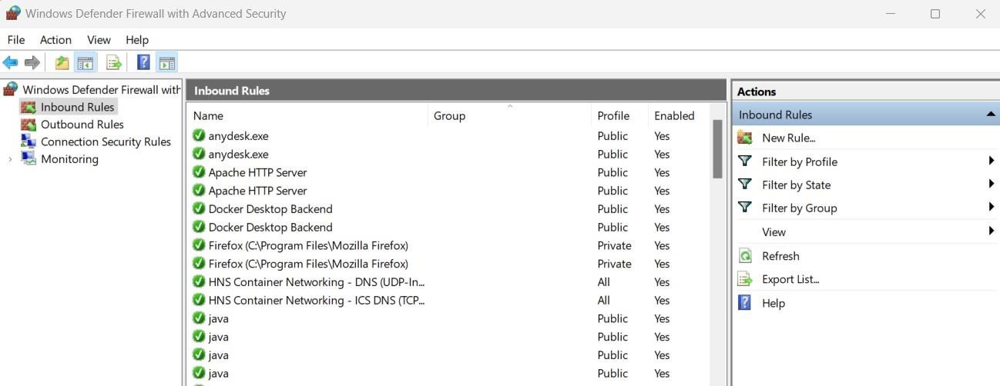 Windows Defender Firewall with Advanced Security
File Action View Help
Windows Defender Firewall with
Inbound Rules
Outbound Rules
Connection Security Rules
Monitoring
Inbound Rules
Name Group Profile Enabled
anydesk.exe Public Yes
anydesk.exe Public Yes
Apache HTTP Server Public Yes
Apache HTTP Server Public Yes
Docker Desktop Backend Public Yes
Docker Desktop Backend Public Yes
Firefox (C:\Program Files\Mozilla Firefox) Private Yes
Firefox (C:\Program Files\Mozilla Firefox) Private Yes
HNS Container Networking - DNS (UDP-In... All Yes
HNS Container Networking - ICS DNS (TCP... All Yes
java Public Yes
java Public Yes
java Public Yes
java Public Yes
Actions
Inbound Rules
New Rule...
Filter by Profile
Filter by State
Filter by Group
View
Refresh
Export List...
Help